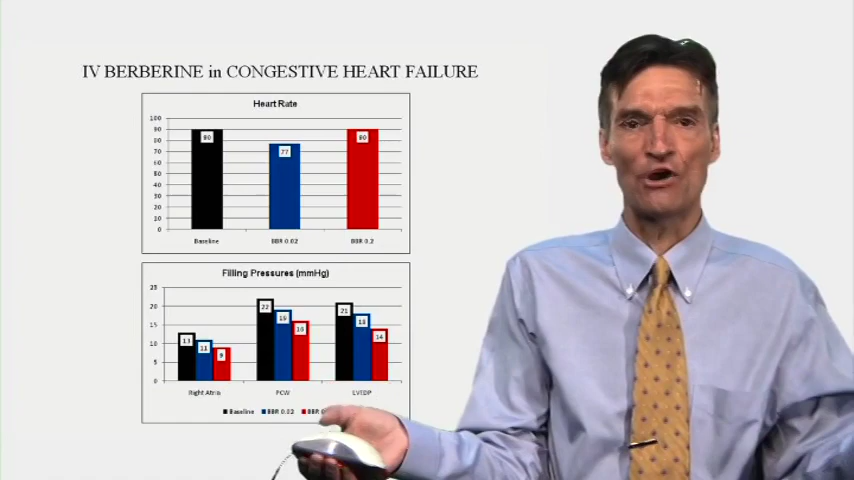 IV BERBERINE in CONGESTIVE HEART FAILURE
Heart Rate
100
90
80
70
60
50
40
30
20
10
0
77
Baseline
BBR 0.02
BBR 0.2
Filling Pressures (mmHg)
25
20
15
10
5
0
13
11
9
22
19
16
21
18
14
Right Atria
PCW
LVEDP
Baseline
BBR 0.02